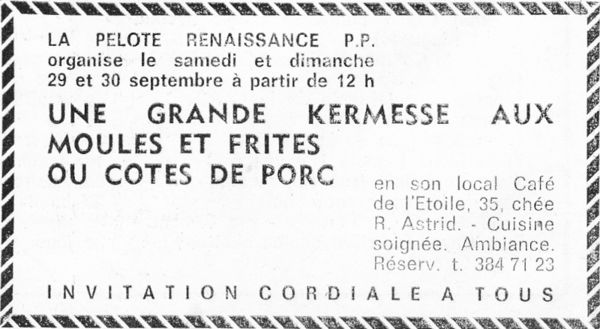 LA PELOTE RENAISSANCE P.P.
organise le samedi et dimanche
29 et 30 septembre à partir de 12 h
UNE GRANDE KERMESSE AUX
MOULES ET FRITES
OU COTES DE PORC
en son local Café
de l'Etoile, 35, chée
R. Astrid. - Cuisine
soignée. Ambiance.
Réserv. t. 384 71 23
INVITATION CORDIALE A TOUS